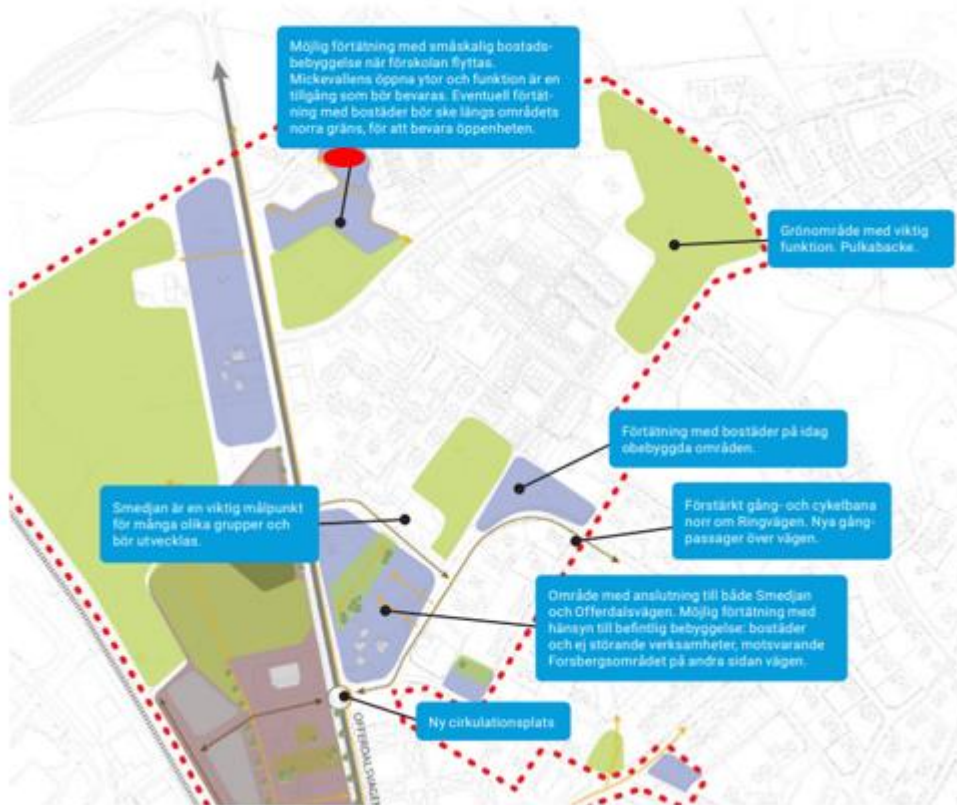 Möjlig förtätning med småskalig bostads-
bebyggelse när förskolan flyttas.
Mickevallens öppna ytor och funktion är en
tillgång som bör bevaras. Eventuell förtät-
ning med bostäder bör ske längs områdets
norra gräns, för att bevara öppenheten.
Grönområde med viktig
funktion. Pulkabacke.
Förtätning med bostäder på idag
obebyggda områden.
Smedjan är en viktig målpunkt
för många olika grupper och
bör utvecklas.
Förstärkt gång- och cykelbana
norr om Ringvägen. Nya gång-
passager över vägen.
Område med anslutning till både Smedjan
och Offerdalsvägen. Möjlig förtätning med
hänsyn till befintlig bebyggelse: bostäder
och ej störande verksamheter, motsvarande
Forsbergsområdet på andra sidan vägen.
Ny cirkulationsplats
OFFERDALSVÄGEN